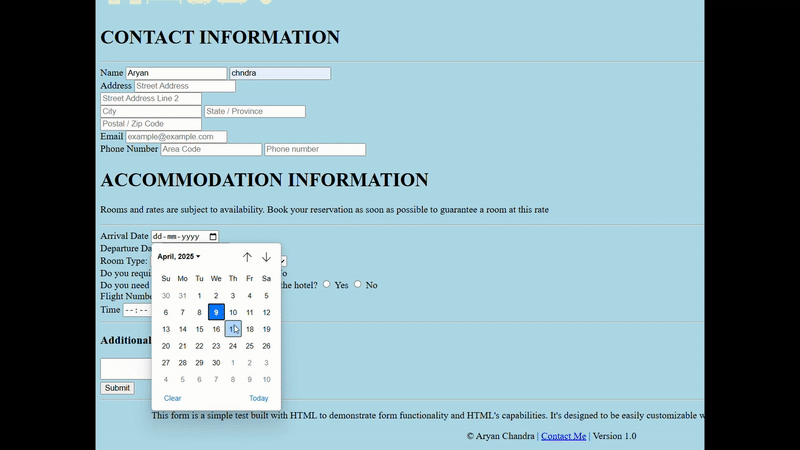 CONTACT INFORMATION
Name Aryan chndra
Address Street Address
Street Address Line 2
City State / Province
Postal / Zip Code
Email example@example.com
Phone Number Area Code Phone number
ACCOMMODATION INFORMATION
Rooms and rates are subject to availability. Book your reservation as soon as possible to guarantee a room at this rate
Arrival Date dd-mm-yyyy
Departure Da
Room Type:
Do you requi
Do you need the hotel? Yes No
Flight Numbe
Time --:--
April, 2025
Su Mo Tu We Th Fr Sa
30 31 1 2 3 4 5
6 7 8 9 10 11 12
13 14 15 16 18 19
20 21 22 23 24 25 26
27 28 29 30 1 2 3
4 5 6 7 8 9 10
Clear Today
Additional
Submit
This form is a simple test built with HTML to demonstrate form functionality and HTML's capabilities. It's designed to be easily customizable w
© Aryan Chandra | Contact Me | Version 1.0